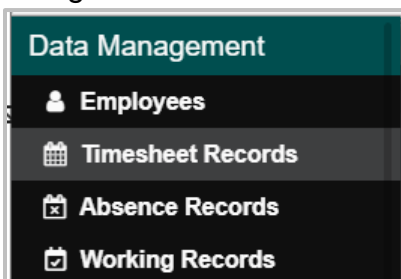 Data Management
Employees
Timesheet Records
Absence Records
Working Records